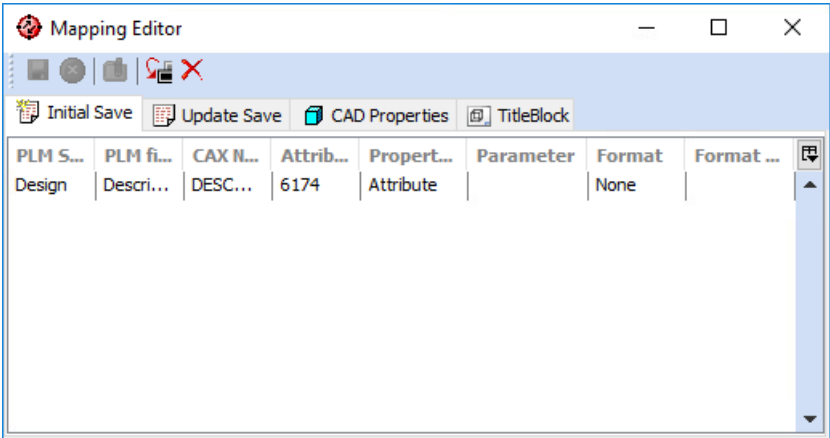 Mapping Editor
Initial Save Update Save CAD Properties TitleBlock
PLM S... PLM fi... CAX N... Attrib... Propert... Parameter Format Format ...
Design Descri... DESC... 6174 Attribute None